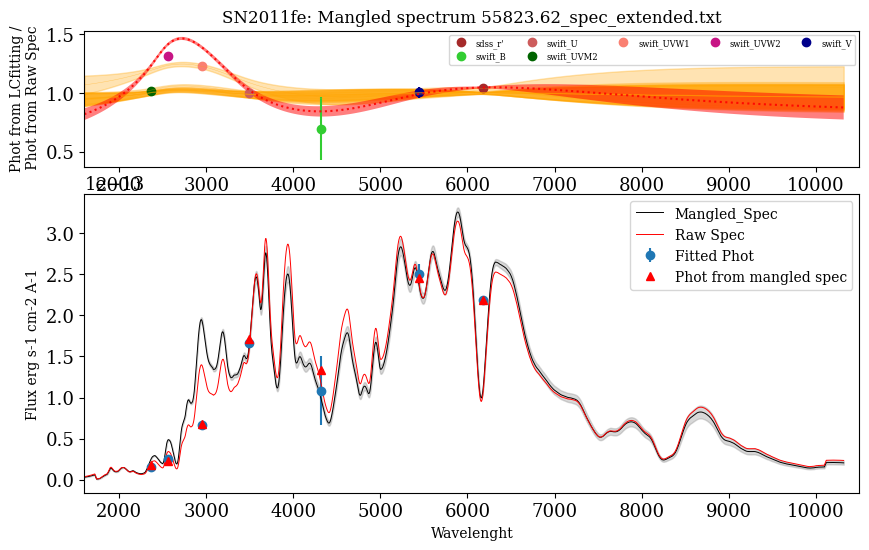 SN2011fe: Mangled spectrum 55823.62_spec_extended.txt
Phot from LCfitting /
Phot from Raw Spec
1.5
1.0
0.5
sdss_r' swift_U swift_UVW1 swift_UVW2 swift_V
swift_B swift_UVM2
2000 3000 4000 5000 6000 7000 8000 9000 10000
1e−13
Flux erg s-1 cm-2 A-1
3.0
2.5
2.0
1.5
1.0
0.5
0.0
Mangled_Spec
Raw Spec
Fitted Phot
Phot from mangled spec
2000 3000 4000 5000 6000 7000 8000 9000 10000
Wavelenght